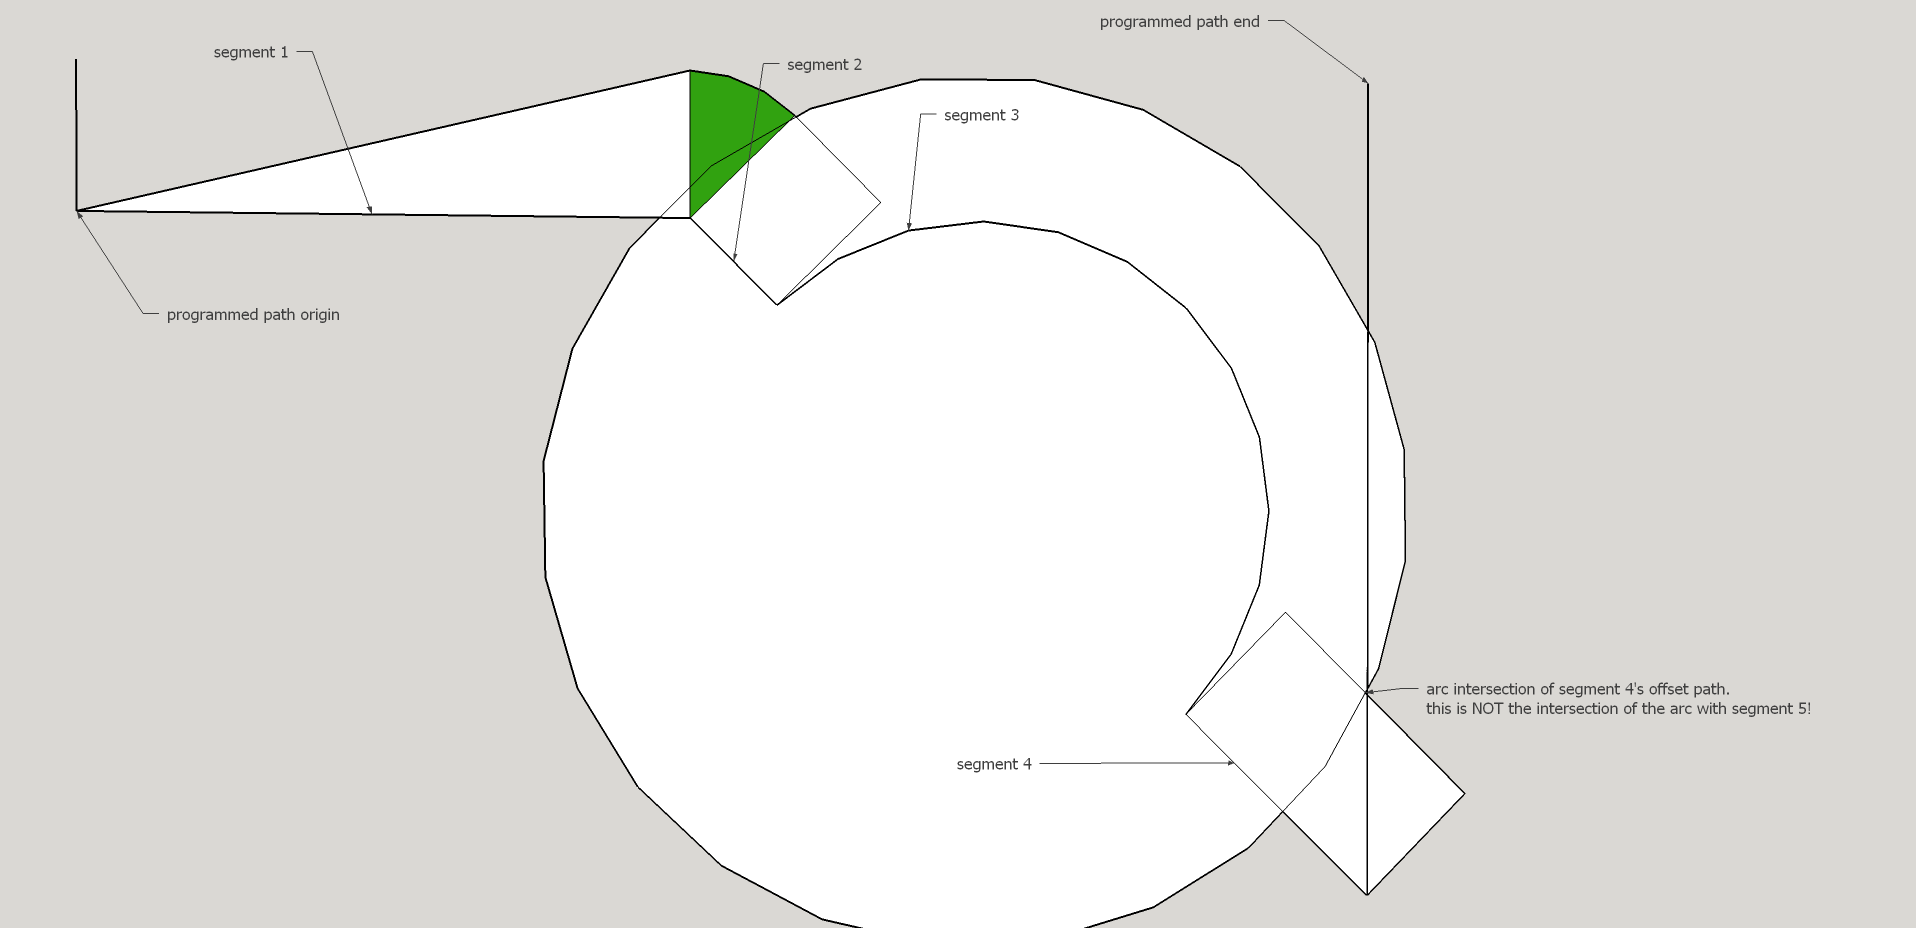 programmed path end
segment 1
segment 2
segment 3
programmed path origin
arc intersection of segment 4's offset path.
this is NOT the intersection of the arc with segment 5!
segment 4